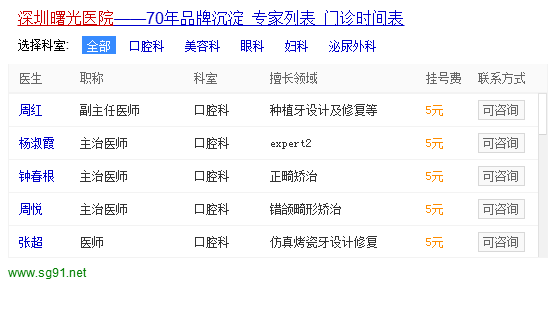 深圳曙光医院——70年品牌沉淀_专家列表_门诊时间表
选择科室: 全部 口腔科 美容科 眼科 妇科 泌尿外科
医生 职称 科室 擅长领域 挂号费 联系方式
周红 副主任医师 口腔科 种植牙设计及修复等 5元 可咨询
杨淑霞 主治医师 口腔科 expert2 5元 可咨询
钟春根 主治医师 口腔科 正畸矫治 5元 可咨询
周悦 主治医师 口腔科 错颌畸形矫治 5元 可咨询
张超 医师 口腔科 仿真烤瓷牙设计修复 5元 可咨询
www.sg91.net